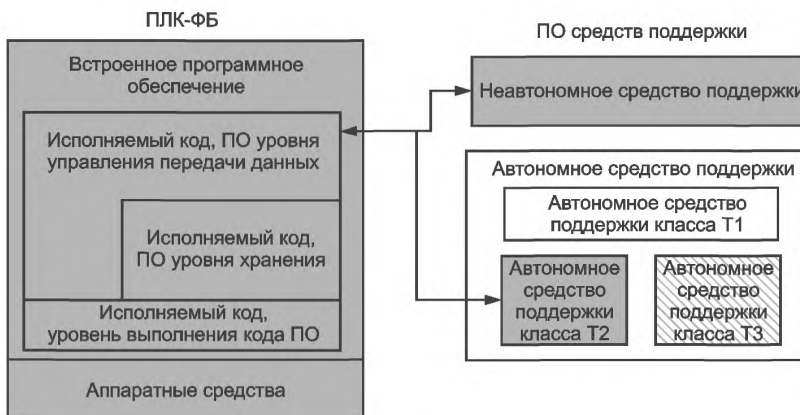 ПЛК-ФБ
Встроенное программное
обеспечение
Исполняемый код, ПО уровня
управления передачи данных
Исполняемый код,
ПО уровня хранения
Исполняемый код,
уровень выполнения кода ПО
Аппаратные средства
ПО средств поддержки
Неавтономное средство поддержки
Автономное средство поддержки
Автономное средство
поддержки класса Т1
Автономное
средство
поддержки
класса Т2
Автономное
средство
поддержки
класса Т3